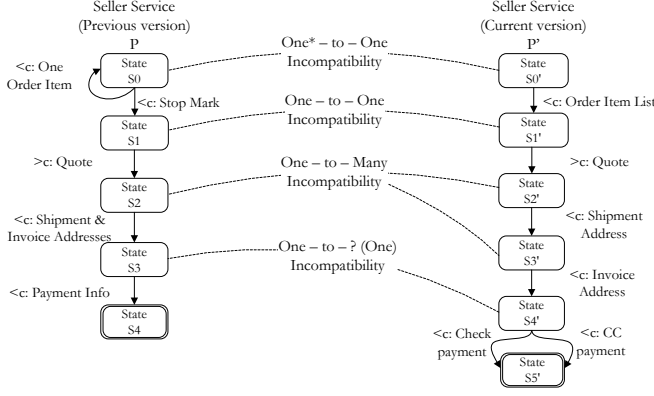 Seller Service
(Previous version)
P
Seller Service
(Current version)
P’
State
S0
One* – to – One
Incompatibility
State
S0'
<c: One
Order Item
<c: Stop Mark
<c: Order Item List
State
S1
One – to – One
Incompatibility
State
S1'
>c: Quote
>c: Quote
State
S2
One – to – Many
Incompatibility
State
S2'
<c: Shipment &
Invoice Addresses
<c: Shipment
Address
State
S3
One – to – ? (One)
Incompatibility
State
S3'
<c: Payment Info
<c: Invoice
Address
State
S4
State
S4'
<c: Check
payment
<c: CC
payment
State
S5'